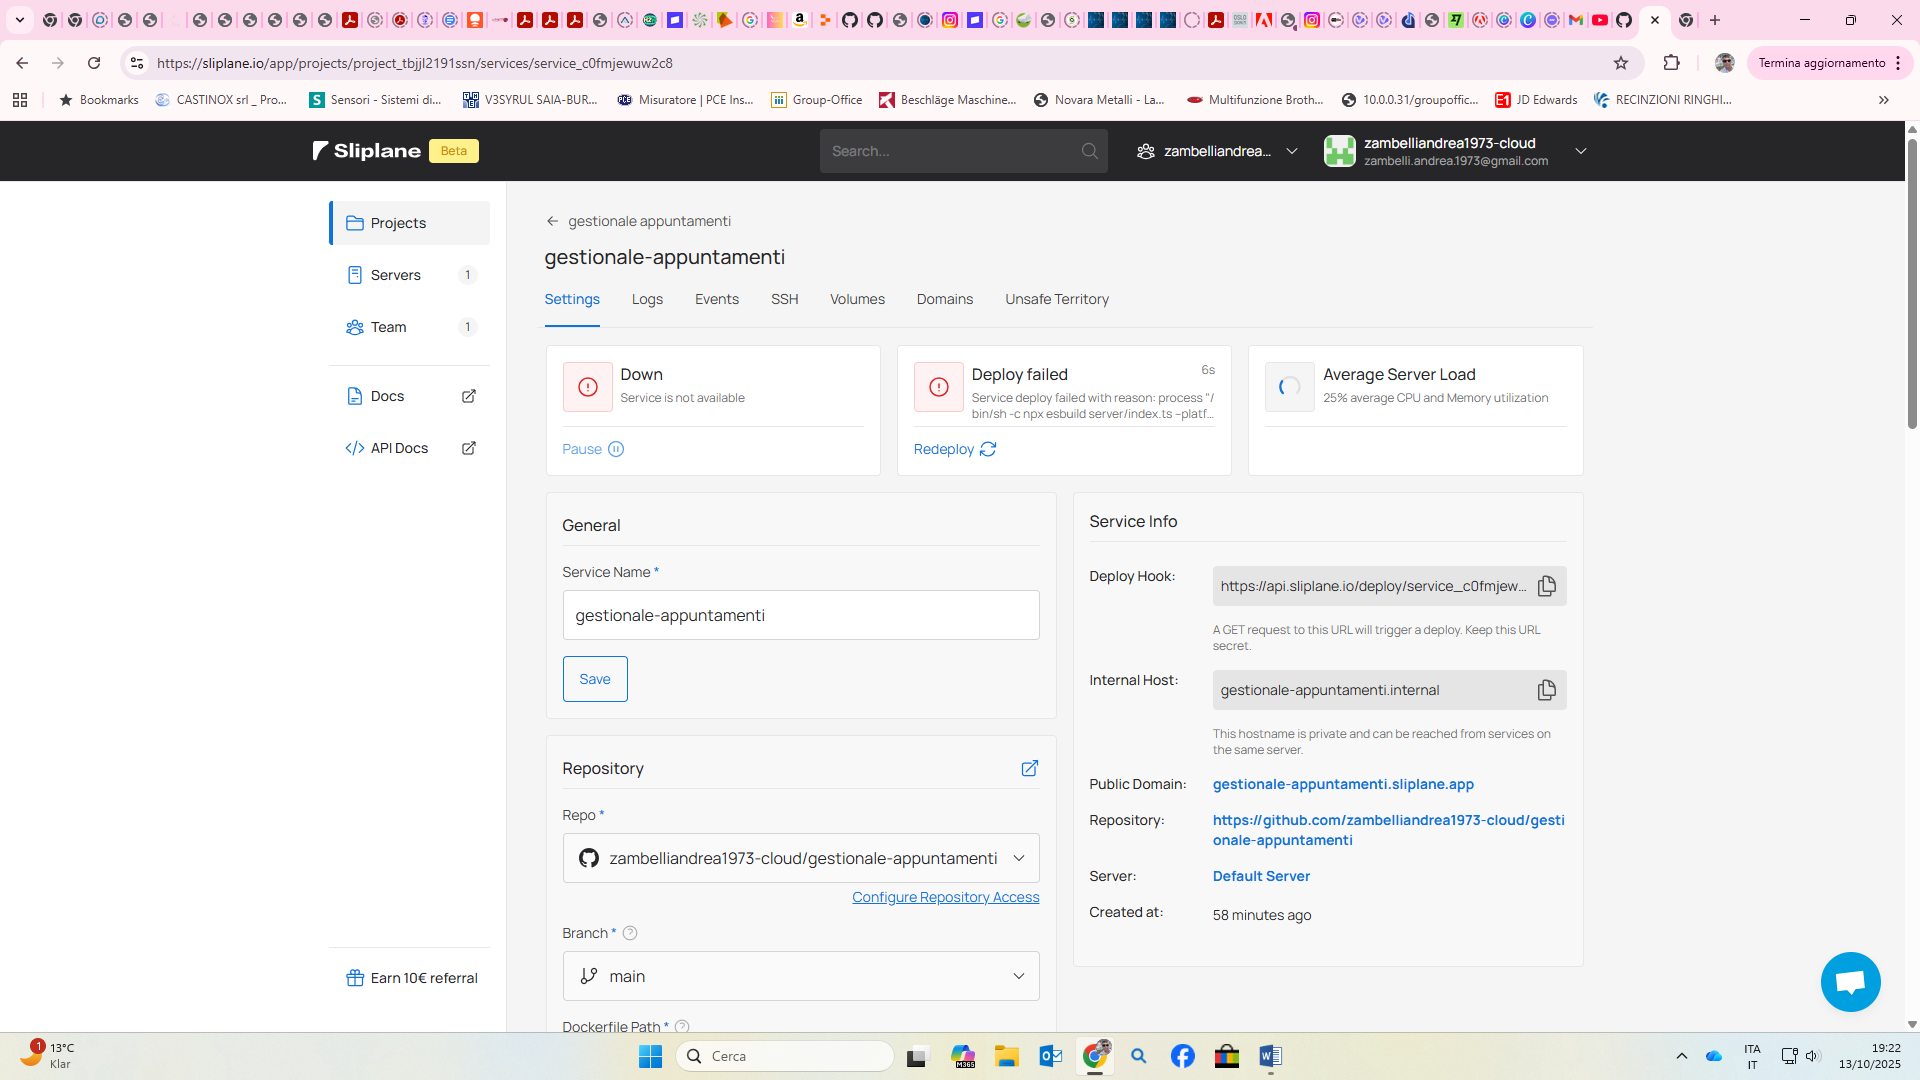 https://sliplane.io/app/projects/project_tbjjl2191ssn/services/service_c0fmjewuw2c8
Termina aggiornamento
Bookmarks
CASTINOX srl _ Pro...
Sensori - Sistemi di...
V3SYRUL SAIA-BUR...
Misuratore | PCE Ins...
Group-Office
Beschläge Maschine...
Novara Metalli - La...
Multifunzione Broth...
10.0.0.31/groupoffic...
JD Edwards
RECINZIONI RINGHI...
Sliplane
Beta
Search...
zambelliandrea...
zambelliandrea1973-cloud
zambelli.andrea.1973@gmail.com
Projects
Servers
1
Team
1
Docs
API Docs
Earn 10€ referral
gestionale appuntamenti
gestionale-appuntamenti
Settings
Logs
Events
SSH
Volumes
Domains
Unsafe Territory
Down
Service is not available
Pause
Deploy failed
6s
Service deploy failed with reason: process "/
bin/sh -c npx esbuild server/index.ts --platf...
Redeploy
Average Server Load
25% average CPU and Memory utilization
General
Service Name *
gestionale-appuntamenti
Save
Repository
Repo *
zambelliandrea1973-cloud/gestionale-appuntamenti
Configure Repository Access
Branch *
main
Dockerfile Path *
Service Info
Deploy Hook:
https://api.sliplane.io/deploy/service_c0fmjew...
A GET request to this URL will trigger a deploy. Keep this URL
secret.
Internal Host:
gestionale-appuntamenti.internal
This hostname is private and can be reached from services on
the same server.
Public Domain:
gestionale-appuntamenti.sliplane.app
Repository:
https://github.com/zambelliandrea1973-cloud/gesti
onale-appuntamenti
Server:
Default Server
Created at:
58 minutes ago
1
13°C
Klar
Cerca
ITA
IT
19:22
13/10/2025